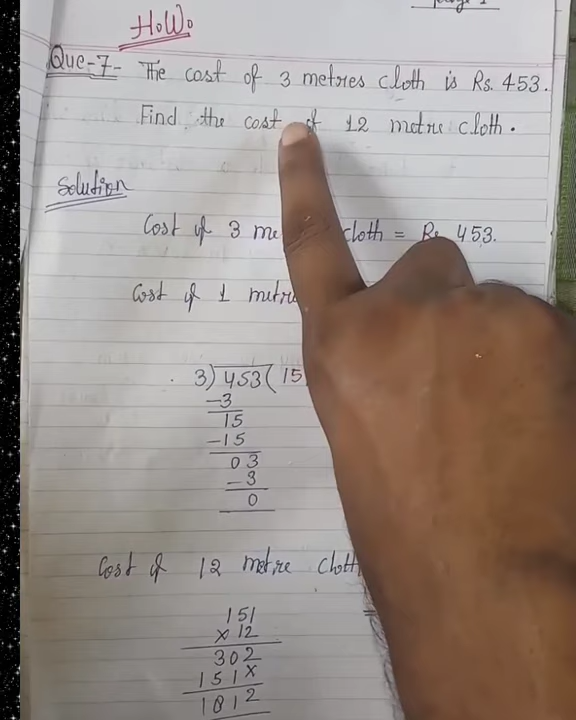 H.W.
Que-7- The cost of 3 metres cloth is Rs. 453.
Find the cost of 12 metre cloth.
Solution
Cost of 3 cloth = Rs 453.
Cost of 1 metre
3) 453 ( 15
-3
15
-15
03
-3
0
Cost of 12 metre cloth
151
x 12
302
151x
1812